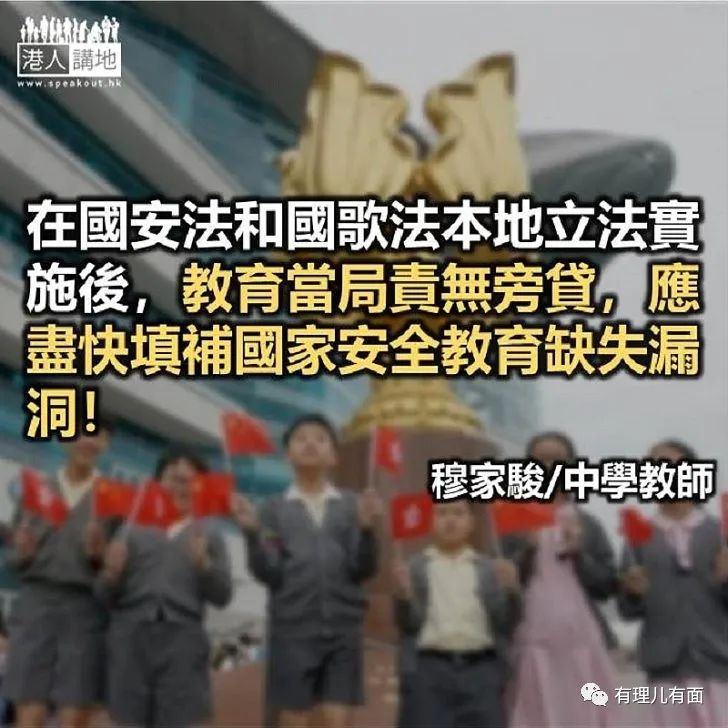 港人講地
www.speakout.hk
在國安法和國歌法本地立法實
施後，教育當局責無旁貸，應
盡快填補國家安全教育缺失漏
洞！
穆家駿/中學教師
有理儿有面